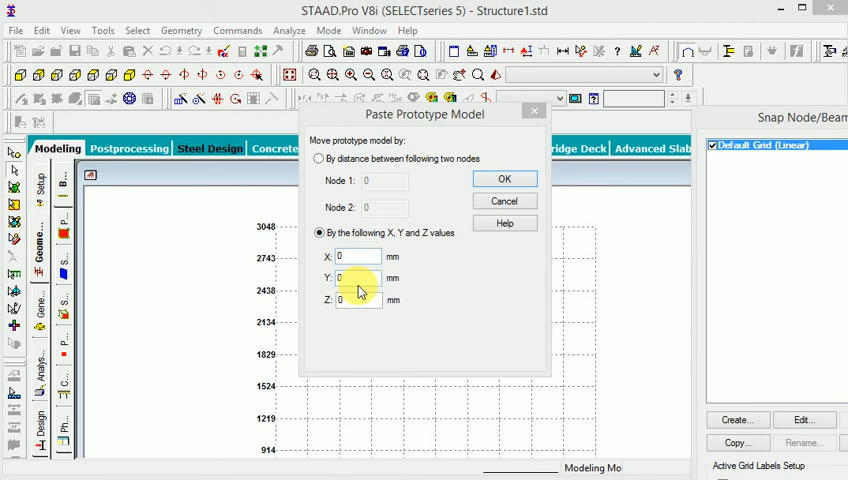 STAAD.Pro V8i (SELECTseries 5) - Structure1.std
File Edit View Tools Select Geometry Commands Analyze Mode Window Help
Paste Prototype Model
Snap Node/Beam
Modeling Postprocessing Steel Design Concrete
Bridge Deck Advanced Slab
Move prototype model by:
By distance between following two nodes
Node 1: 0
Node 2: 0
By the following X, Y and Z values
X: 0 mm
Y: 0 mm
Z: 0 mm
OK
Cancel
Help
Default Grid (Linear)
Setup
Geome...
Gene...
Analys...
Design
B...
P...
S...
S...
P...
C...
Ph...
3048
2743
2438
2134
1829
1524
1219
914
Create... Edit...
Copy... Rename...
Active Grid Labels Setup
Modeling Mo